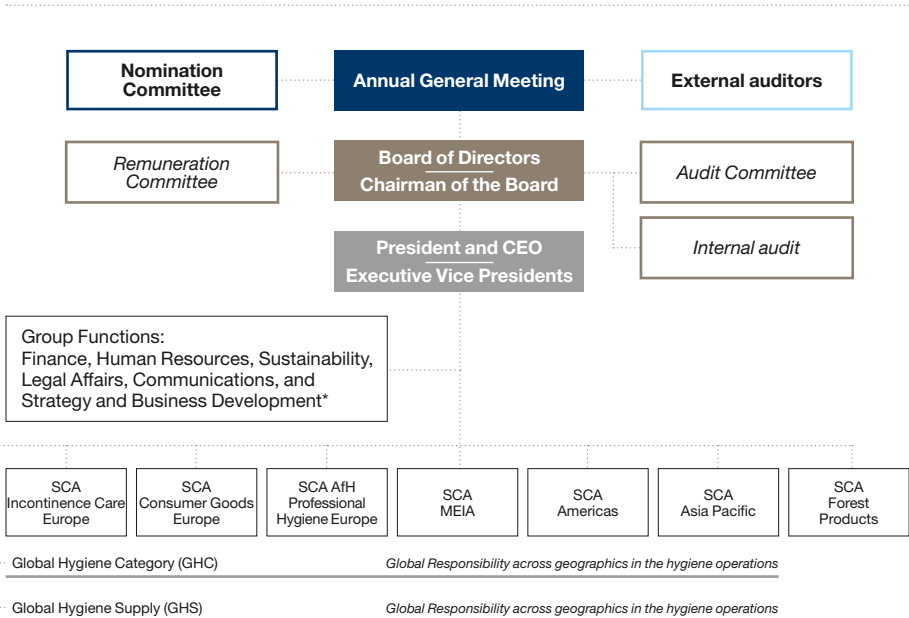 Nomination
Committee
Annual General Meeting
External auditors
Remuneration
Committee
Board of Directors
Chairman of the Board
Audit Committee
President and CEO
Executive Vice Presidents
Internal audit
Group Functions:
Finance, Human Resources, Sustainability,
Legal Affairs, Communications, and
Strategy and Business Development*
SCA
Incontinence Care
Europe
SCA
Consumer Goods
Europe
SCA AfH
Professional
Hygiene Europe
SCA
MEIA
SCA
Americas
SCA
Asia Pacific
SCA
Forest
Products
Global Hygiene Category (GHC)
Global Responsibility across geographics in the hygiene operations
Global Hygiene Supply (GHS)
Global Responsibility across geographics in the hygiene operations